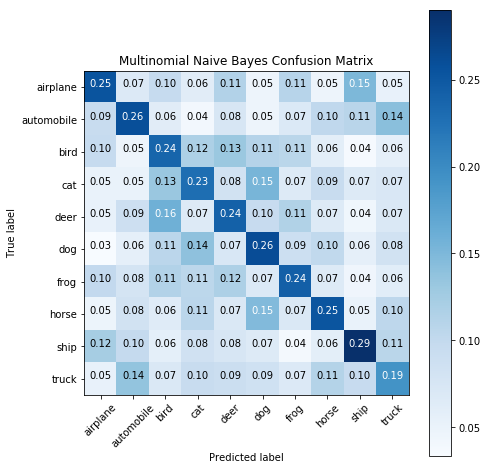 Multinomial Naive Bayes Confusion Matrix
airplane 0.25 0.07 0.10 0.06 0.11 0.05 0.11 0.05 0.15 0.05
automobile 0.09 0.26 0.06 0.04 0.08 0.05 0.07 0.10 0.11 0.14
bird 0.10 0.05 0.24 0.12 0.13 0.11 0.11 0.06 0.04 0.06
cat 0.05 0.05 0.13 0.23 0.08 0.15 0.07 0.09 0.07 0.07
deer 0.05 0.09 0.16 0.07 0.24 0.10 0.11 0.07 0.04 0.07
dog 0.03 0.06 0.11 0.14 0.07 0.26 0.09 0.10 0.06 0.08
frog 0.10 0.08 0.11 0.11 0.12 0.07 0.24 0.07 0.04 0.06
horse 0.05 0.08 0.06 0.11 0.07 0.15 0.07 0.25 0.05 0.10
ship 0.12 0.10 0.06 0.08 0.08 0.07 0.04 0.06 0.29 0.11
truck 0.05 0.14 0.07 0.10 0.09 0.09 0.07 0.11 0.10 0.19
airplane automobile bird cat deer dog frog horse ship truck
Predicted label
True label
0.25
0.20
0.15
0.10
0.05